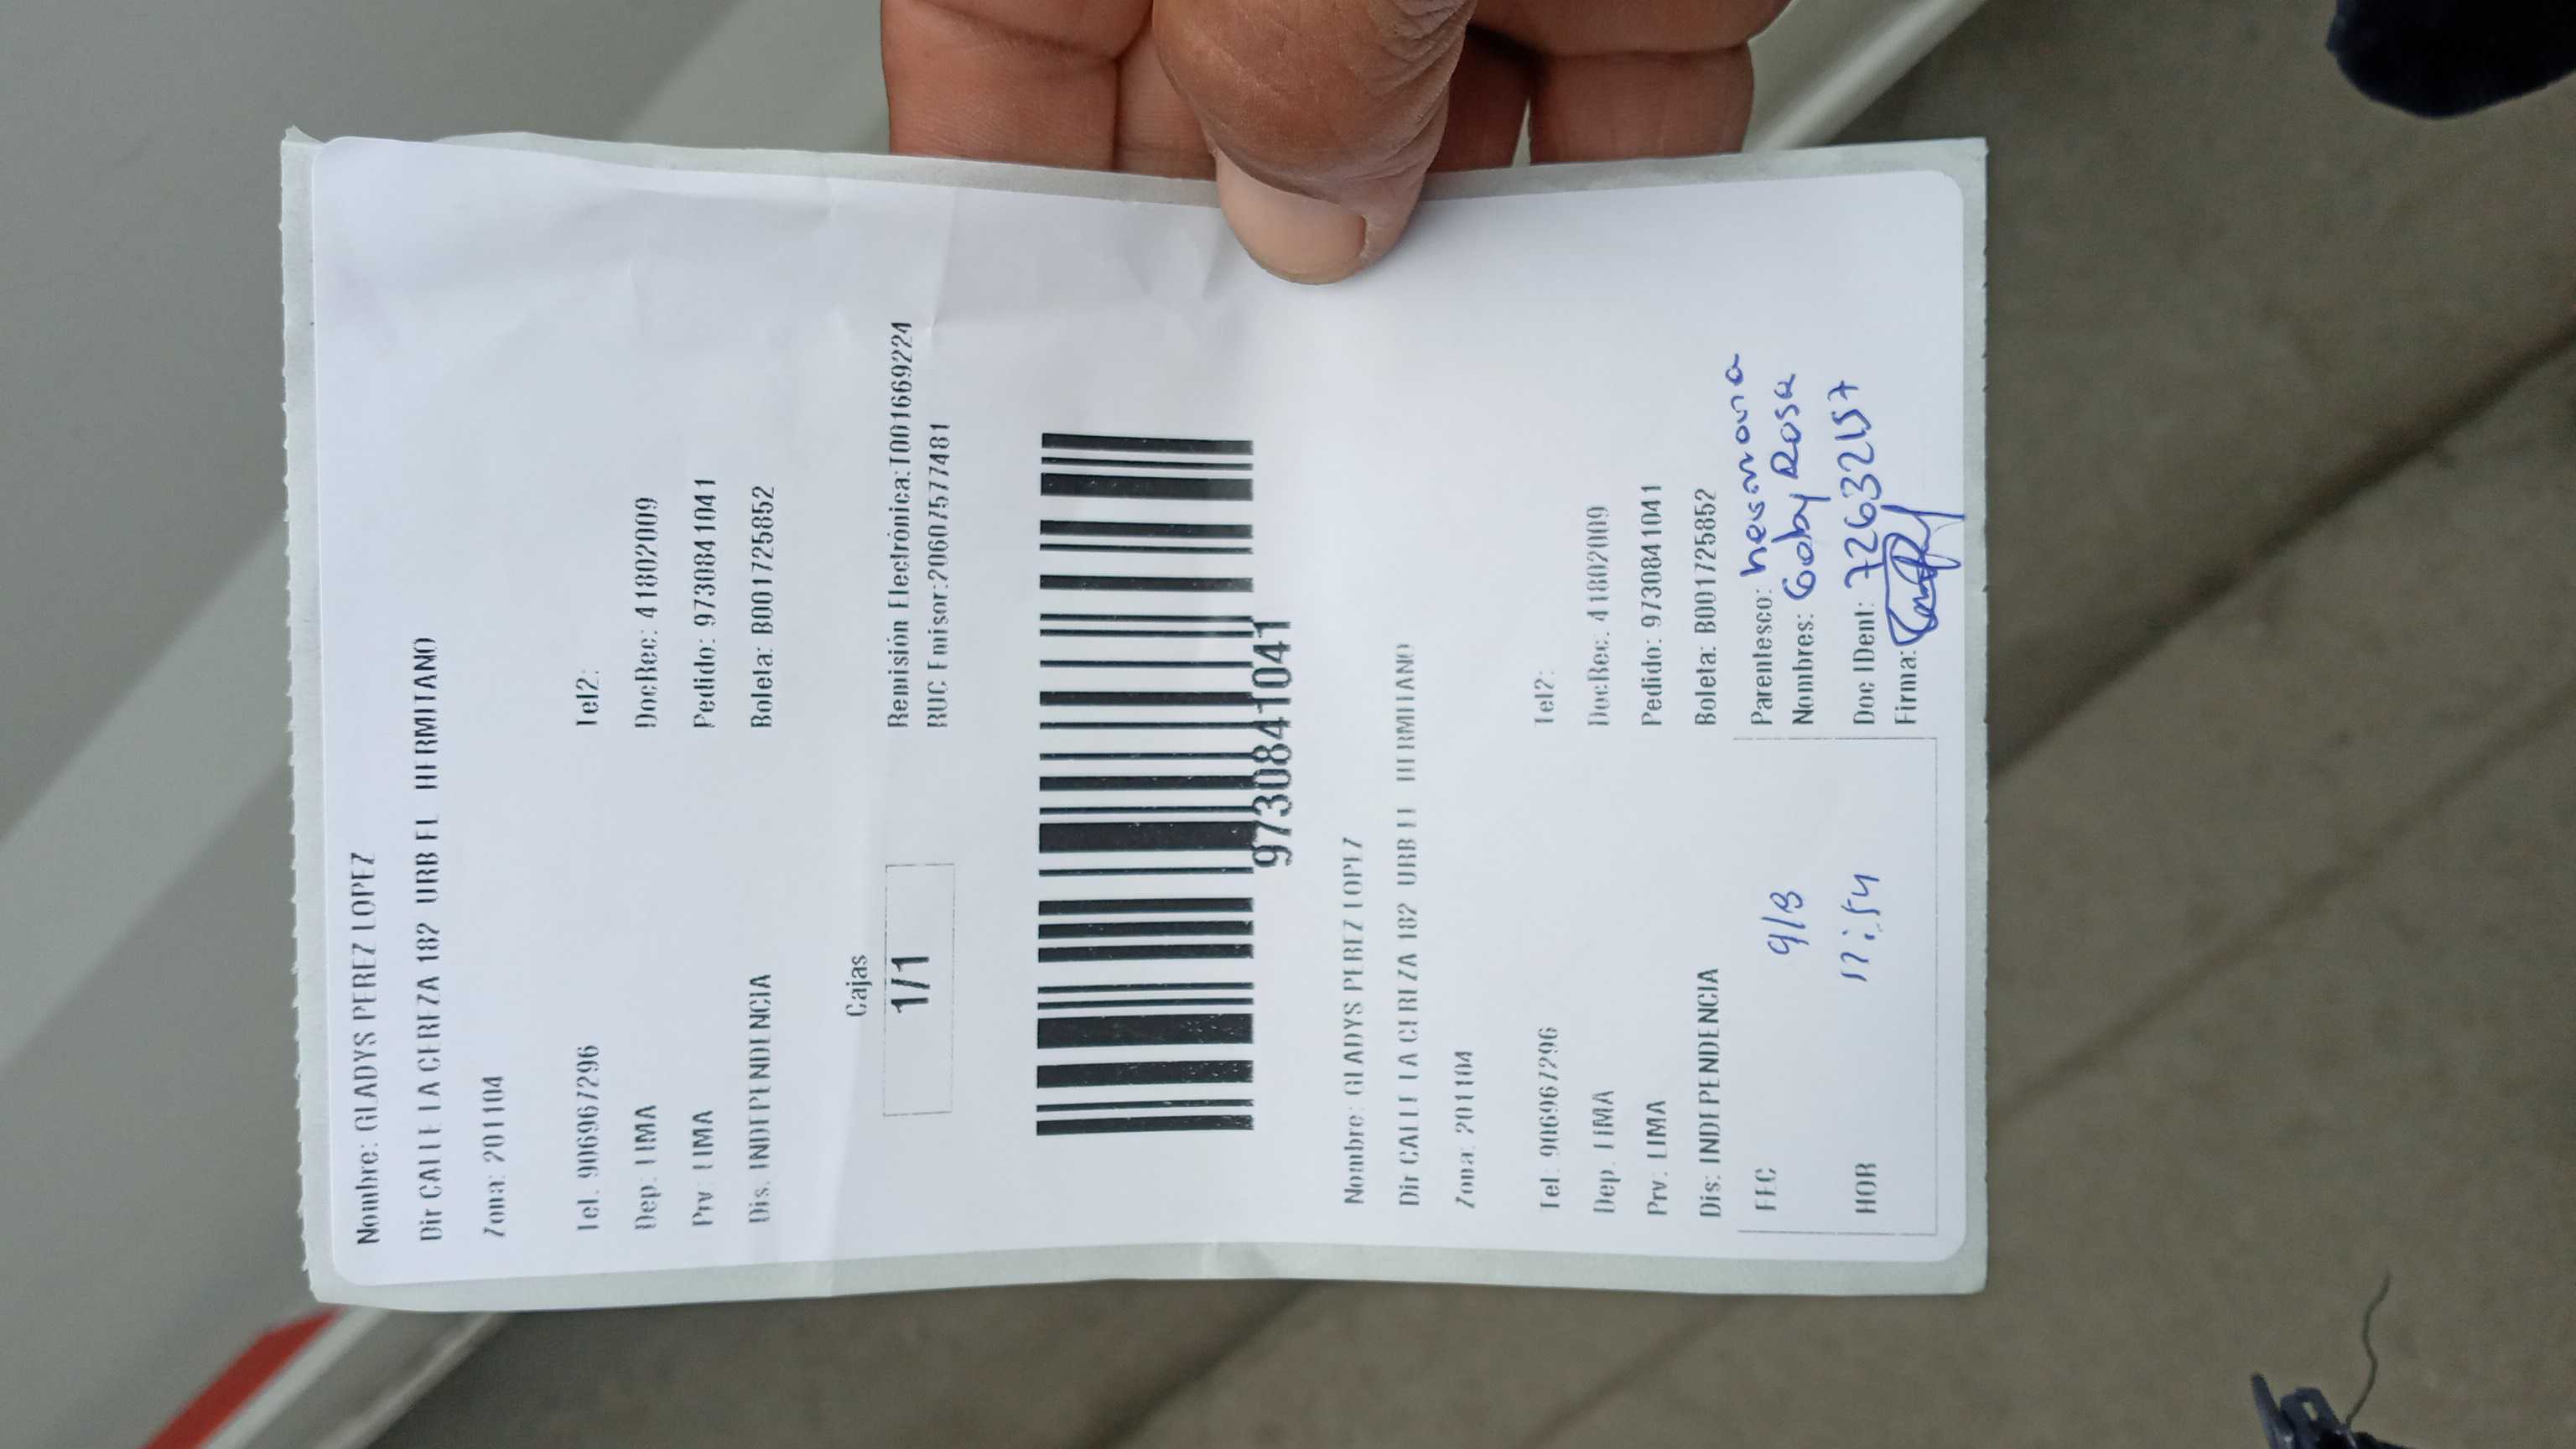 Nombre: GLADYS PEREZ LOPEZ
Dir CALLE LA CEREZA 182 URB EL HERMITANO
Zona: 201104
Tel. 906967296 Tel2:
Dep: LIMA DocRec: 41802009
Prv: LIMA Pedido: 9730841041
Dis. INDEPENDENCIA Boleta: B001725852
Cajas
1/1
Remisión Electrónica:T001669224
RUC Emisor:20607577481
9730841041
Nombre: GLADYS PEREZ LOPEZ
Dir CALLE LA CEREZA 182 URB EL HERMITANO
Zona: 201104
Tel: 906967296 Tel2:
Dep. LIMA DocRec. 41802009
Prv: LIMA Pedido: 9730841041
Dis: INDEPENDENCIA Boleta: B001725852
FEC 9/B Parentesco: hermana
Nombres: Gaby Rosa
HOR 17:54 Doc IDent: 72632157
Firma: